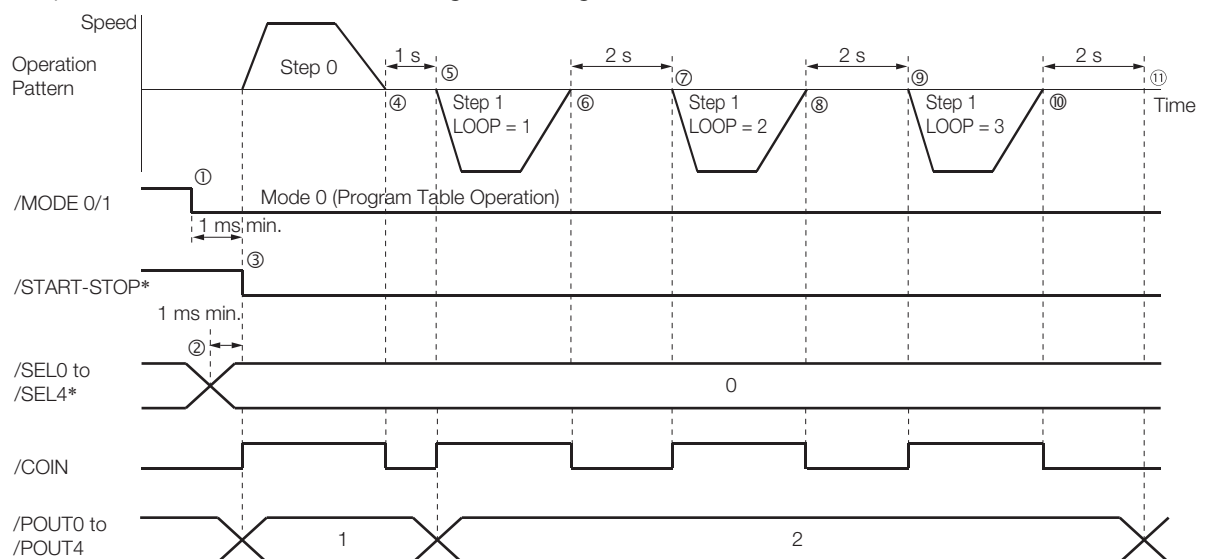 Speed
Operation
Pattern
Step 0
1 s
⑤
④
Step 1
LOOP = 1
2 s
⑥
⑦
Step 1
LOOP = 2
2 s
⑧
⑨
Step 1
LOOP = 3
2 s
⑩
⑪
Time
/MODE 0/1
①
Mode 0 (Program Table Operation)
1 ms min.
/START-STOP*
③
1 ms min.
②
/SEL0 to
/SEL4*
0
/COIN
/POUT0 to
/POUT4
1
2